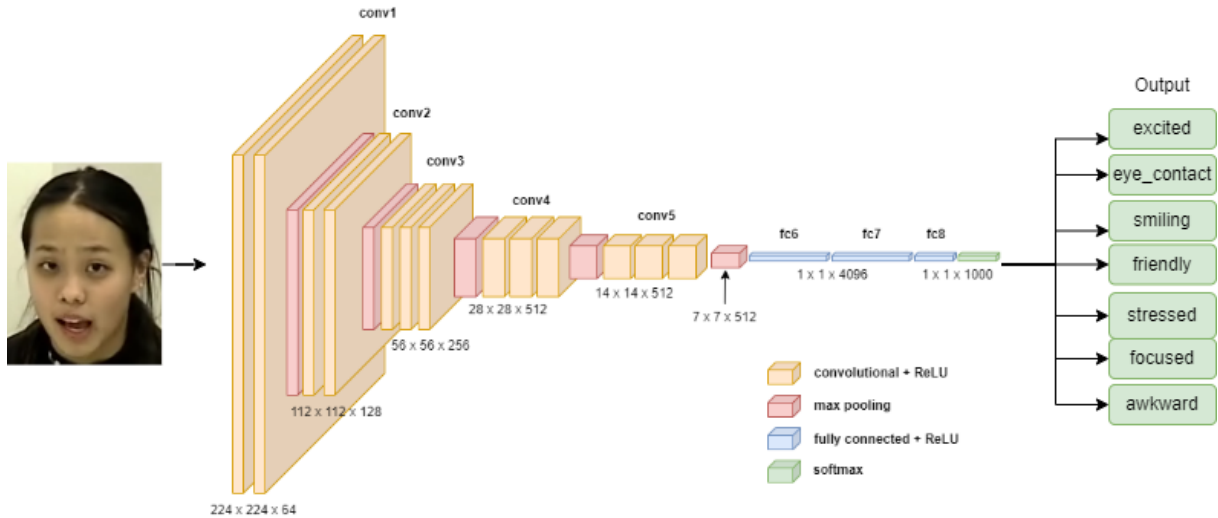 conv1
conv2
conv3
conv4
conv5
fc6
fc7
fc8
224 x 224 x 64
112 x 112 x 128
56 x 56 x 256
28 x 28 x 512
14 x 14 x 512
7 x 7 x 512
1 x 1 x 4096
1 x 1 x 1000
convolutional + ReLU
max pooling
fully connected + ReLU
softmax
Output
excited
eye_contact
smiling
friendly
stressed
focused
awkward